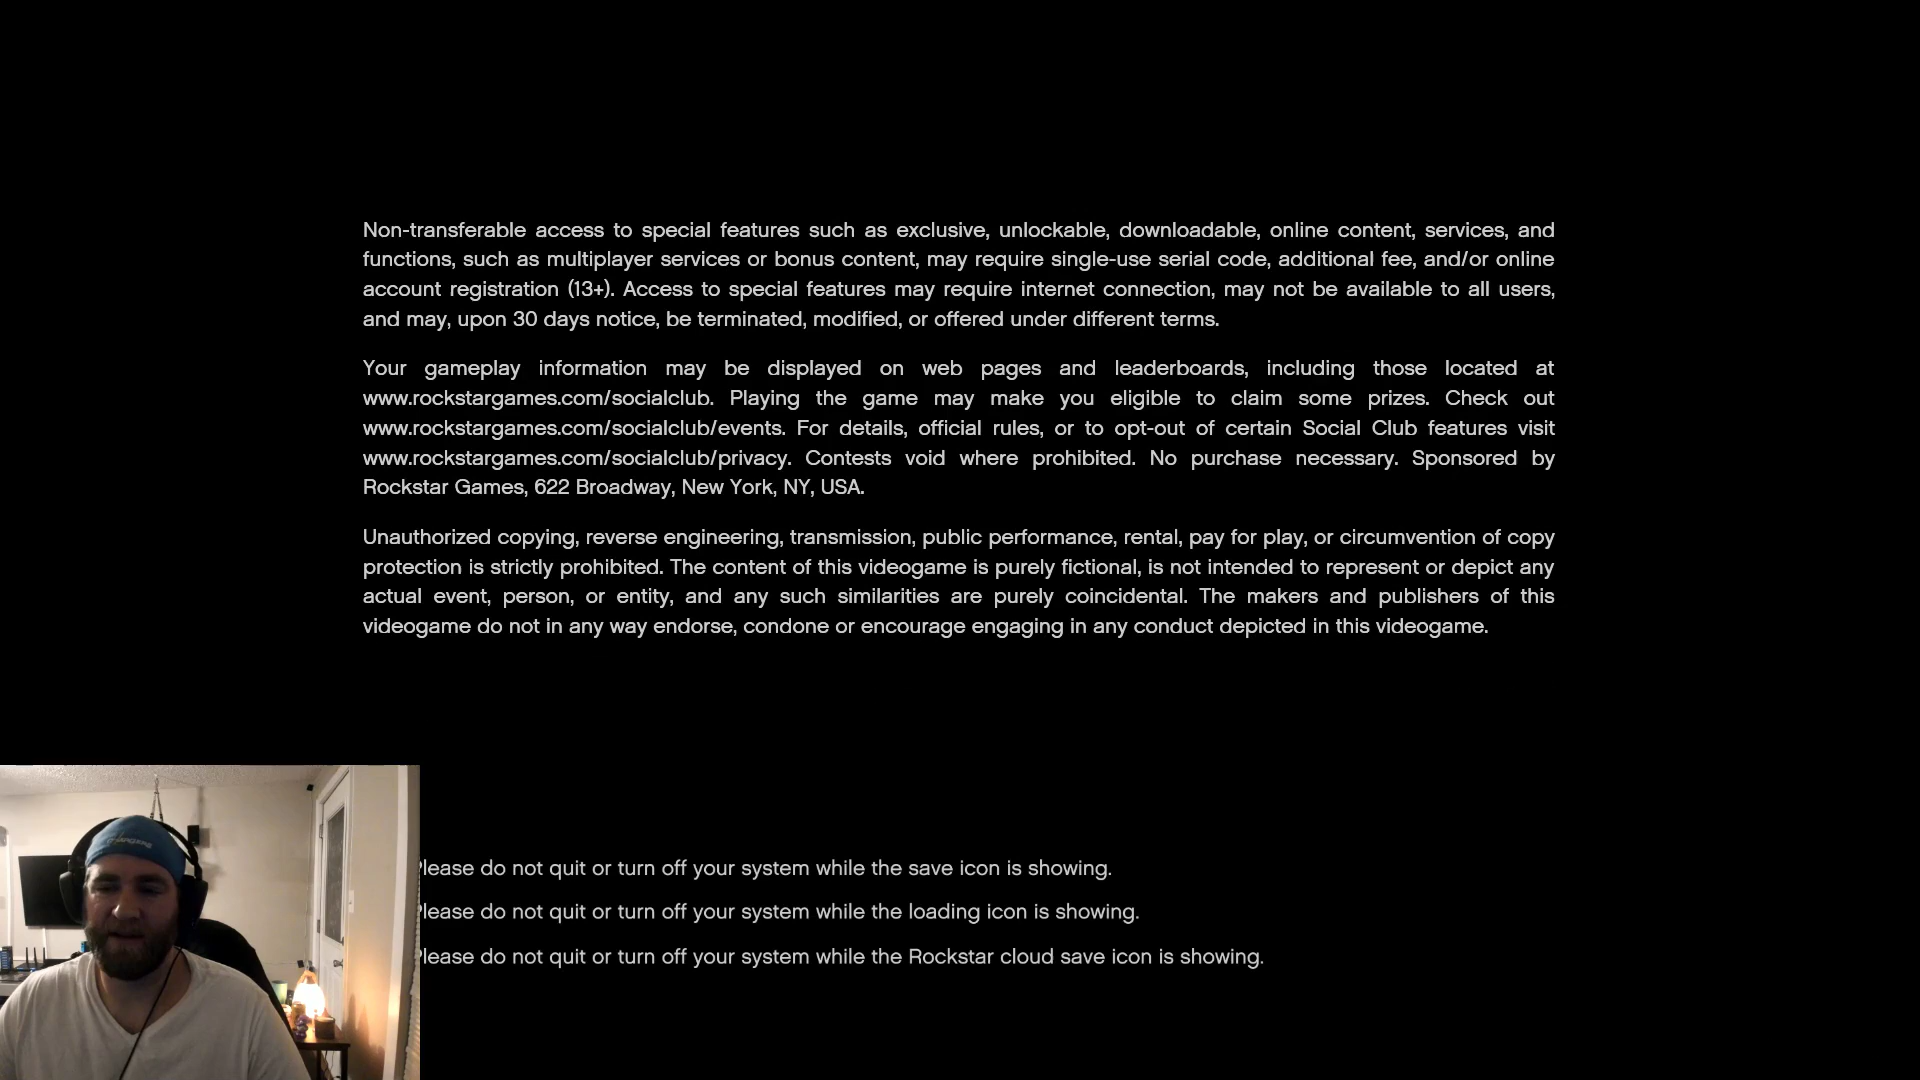 Non-transferable access to special features such as exclusive, unlockable, downloadable, online content, services, and
functions, such as multiplayer services or bonus content, may require single-use serial code, additional fee, and/or online
account registration (13+). Access to special features may require internet connection, may not be available to all users,
and may, upon 30 days notice, be terminated, modified, or offered under different terms.
Your gameplay information may be displayed on web pages and leaderboards, including those located at
www.rockstargames.com/socialclub. Playing the game may make you eligible to claim some prizes. Check out
www.rockstargames.com/socialclub/events. For details, official rules, or to opt-out of certain Social Club features visit
www.rockstargames.com/socialclub/privacy. Contests void where prohibited. No purchase necessary. Sponsored by
Rockstar Games, 622 Broadway, New York, NY, USA.
Unauthorized copying, reverse engineering, transmission, public performance, rental, pay for play, or circumvention of copy
protection is strictly prohibited. The content of this videogame is purely fictional, is not intended to represent or depict any
actual event, person, or entity, and any such similarities are purely coincidental. The makers and publishers of this
videogame do not in any way endorse, condone or encourage engaging in any conduct depicted in this videogame.
Please do not quit or turn off your system while the save icon is showing.
Please do not quit or turn off your system while the loading icon is showing.
Please do not quit or turn off your system while the Rockstar cloud save icon is showing.